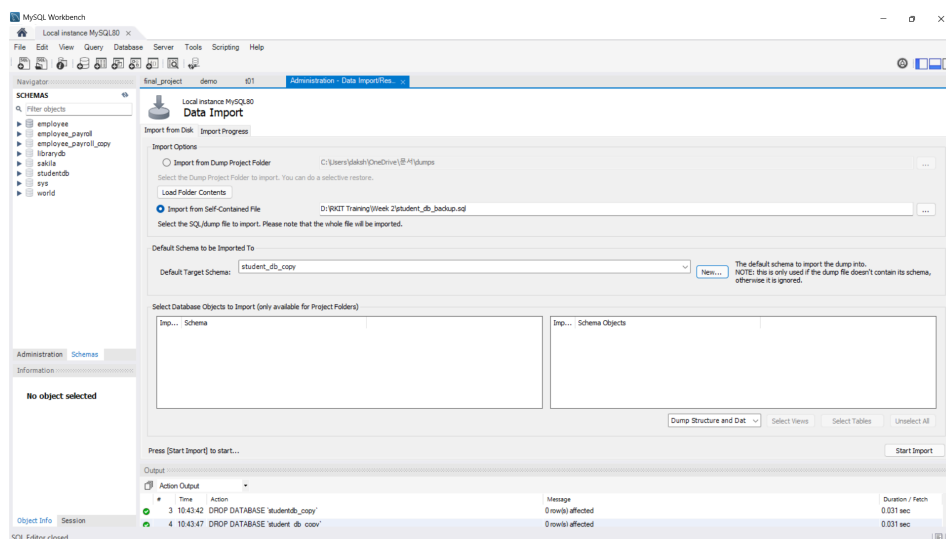 MySQL Workbench
Local instance MySQL80 ×
File Edit View Query Database Server Tools Scripting Help
Navigator
final_project demo t01 Administration - Data Import/Res... ×
SCHEMAS
Filter objects
employee
employee_payroll
employee_payroll_copy
librarydb
sakila
studentdb
sys
world
Administration Schemas
Information
No object selected
Object Info Session
Local instance MySQL80
Data Import
Import from Disk Import Progress
Import Options
Import from Dump Project Folder C:\Users\daksh\OneDrive\문서\dumps ...
Select the Dump Project Folder to import. You can do a selective restore.
Load Folder Contents
Import from Self-Contained File D:\RKIT Training\Week 2\student_db_backup.sql ...
Select the SQL/dump file to import. Please note that the whole file will be imported.
Default Schema to be Imported To
Default Target Schema: student_db_copy New...
The default schema to import the dump into.
NOTE: this is only used if the dump file doesn't contain its schema,
otherwise it is ignored.
Select Database Objects to Import (only available for Project Folders)
Imp... Schema
Imp... Schema Objects
Dump Structure and Dat Select Views Select Tables Unselect All
Press [Start Import] to start... Start Import
Output
Action Output
# Time Action Message Duration / Fetch
3 10:43:42 DROP DATABASE `studentdb_copy` 0 row(s) affected 0.031 sec
4 10:43:47 DROP DATABASE `student_db_copy` 0 row(s) affected 0.031 sec
SQL Editor closed